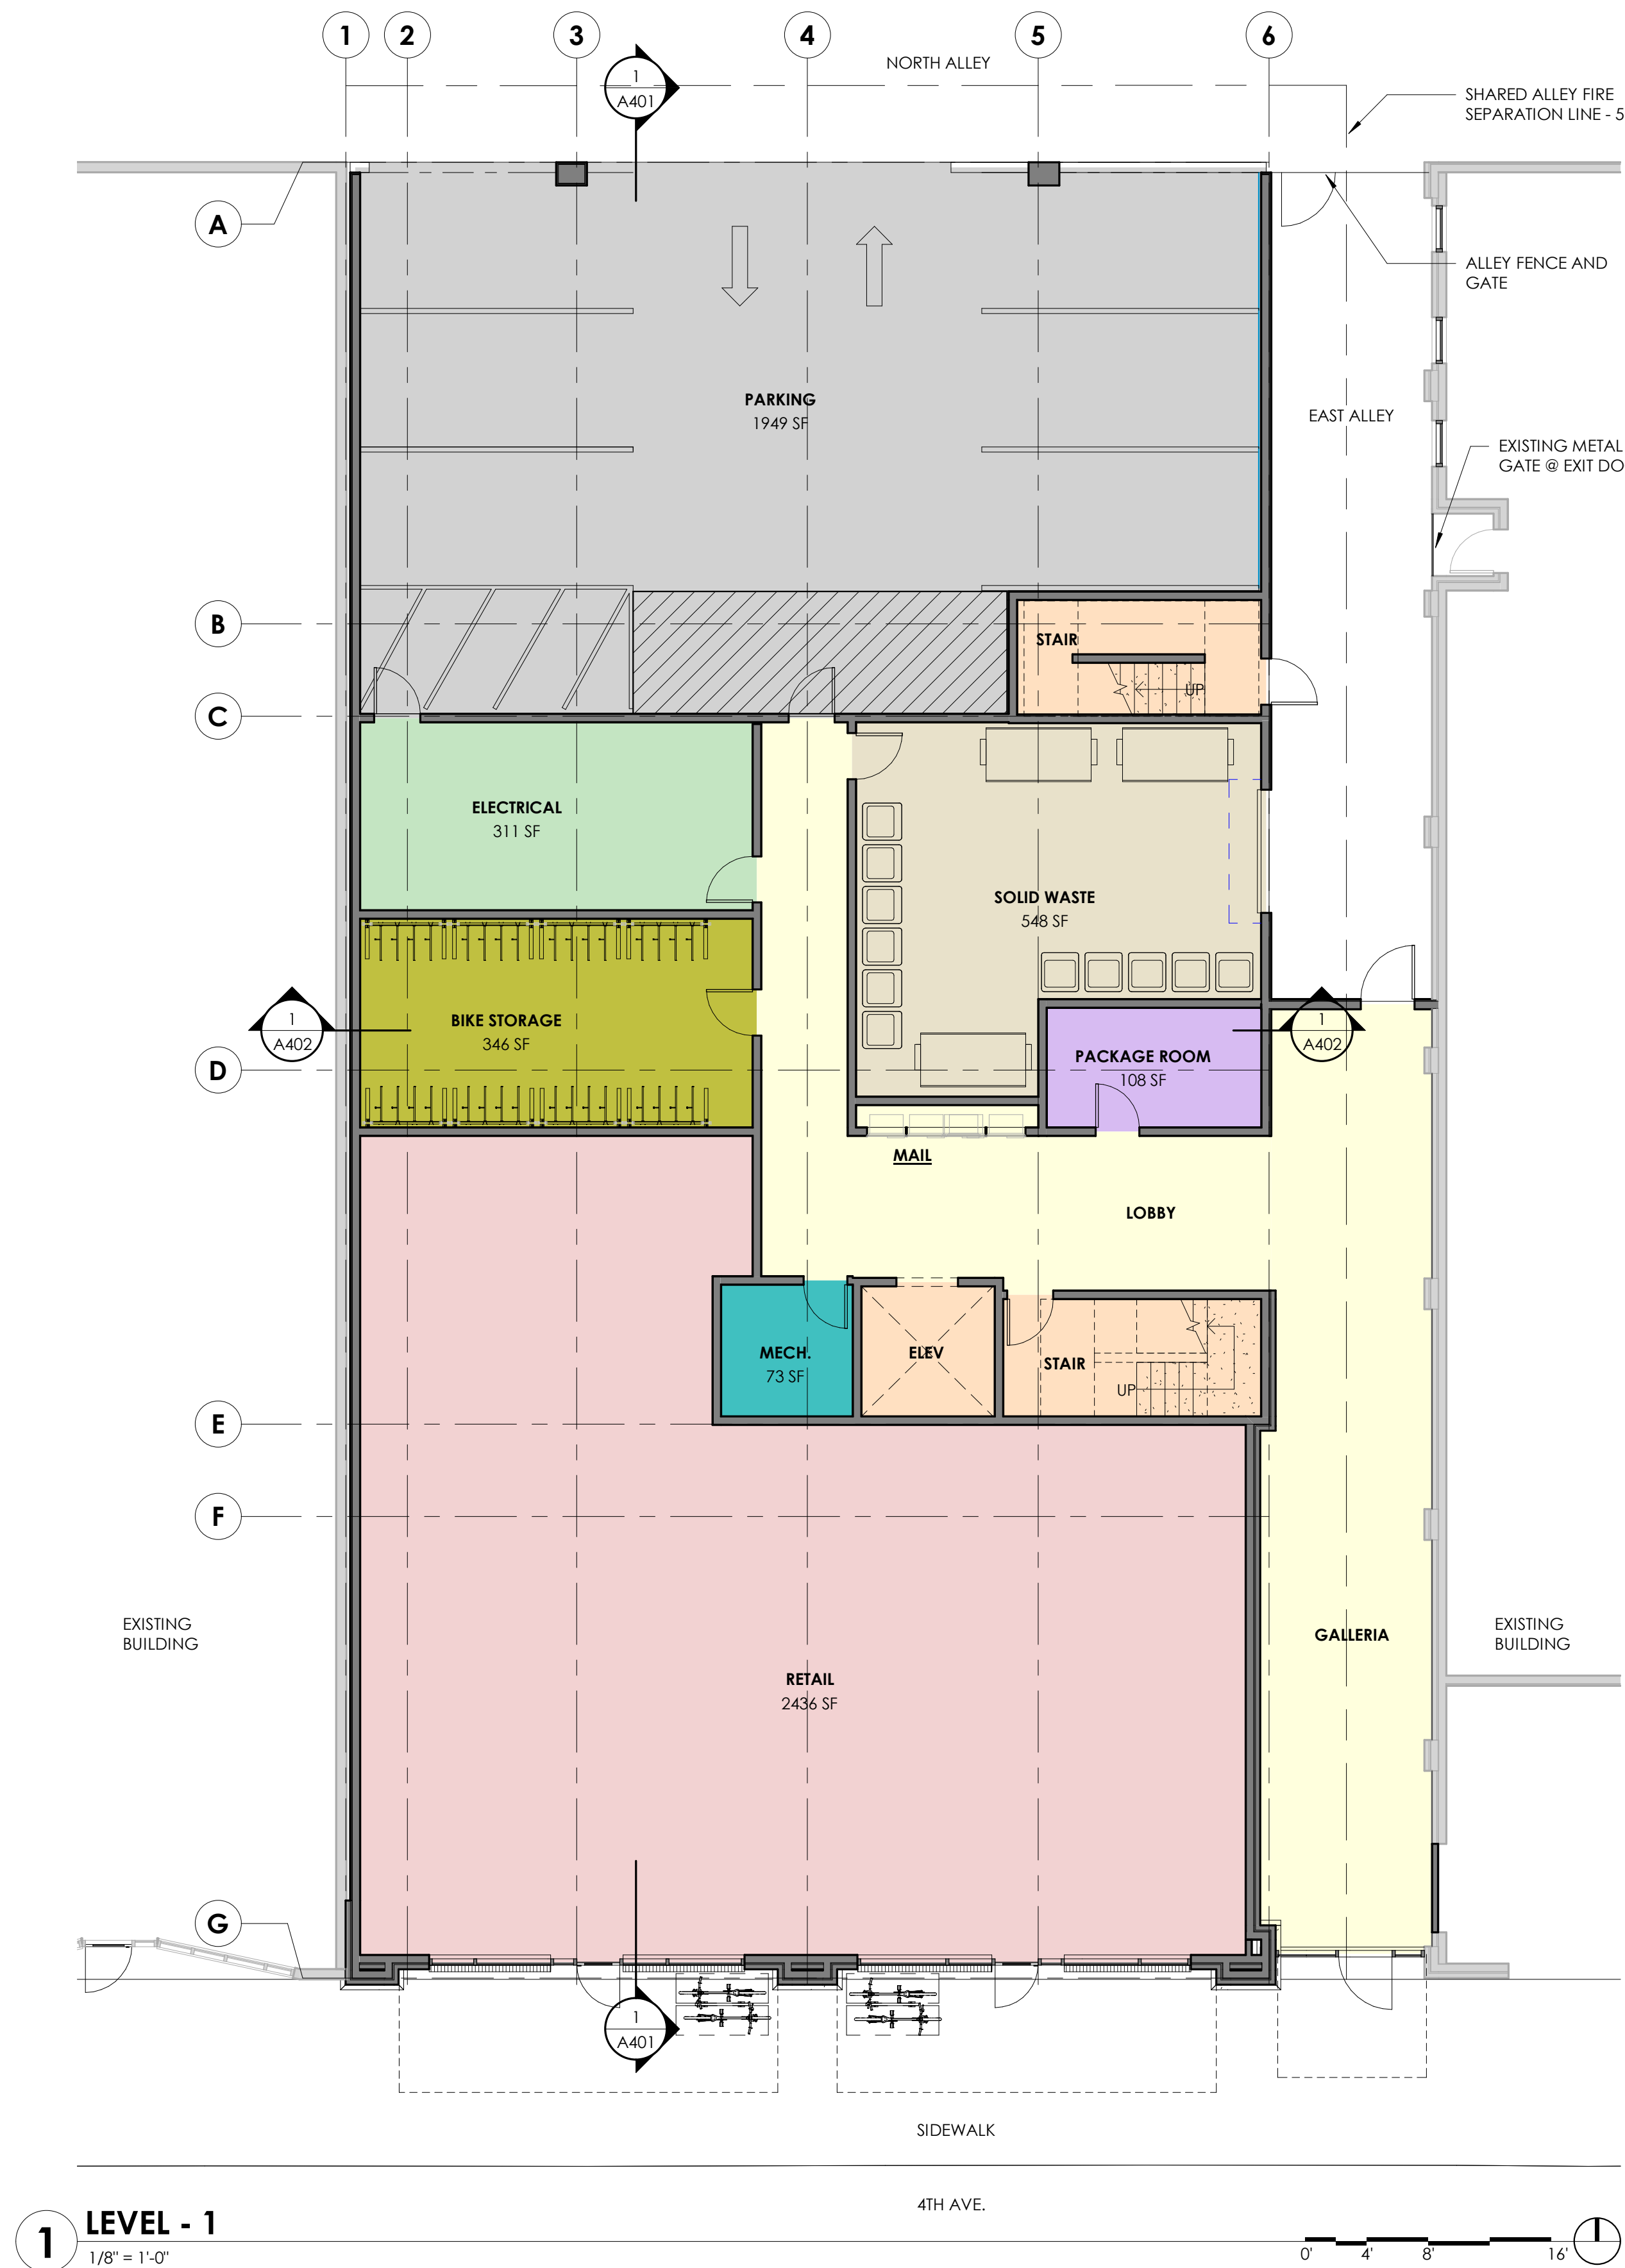 1 2 3 4 5 6
NORTH ALLEY
1
A401
SHARED ALLEY FIRE
SEPARATION LINE - 5
A
ALLEY FENCE AND
GATE
PARKING
1949 SF
EAST ALLEY
EXISTING METAL
GATE @ EXIT DO
B
STAIR
UP
C
ELECTRICAL
311 SF
SOLID WASTE
548 SF
1
A402
BIKE STORAGE
346 SF
1
A402
PACKAGE ROOM
108 SF
D
MAIL
LOBBY
MECH.
73 SF
ELEV
STAIR
UP
E
F
EXISTING
BUILDING
GALLERIA
EXISTING
BUILDING
RETAIL
2436 SF
G
1
A401
SIDEWALK
4TH AVE.
1
LEVEL - 1
1/8" = 1'-0"
0' 4' 8' 16'